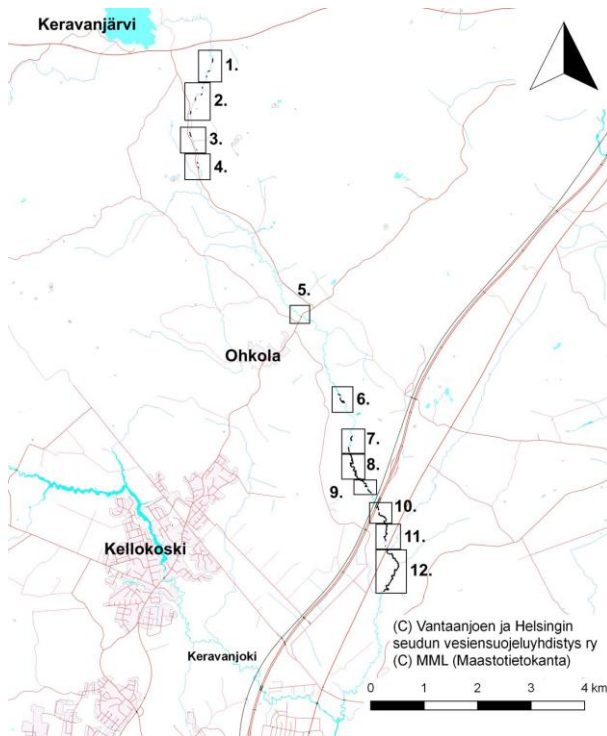 Keravanjärvi
1.
2.
3.
4.
5.
Ohkola
6.
7.
8.
9.
10.
11.
Kellokoski
12.
(C) Vantaanjoen ja Helsingin
seudun vesiensuojeluyhdistys ry
Keravanjoki
(C) MML (Maastotietokanta)
0 1 2 3 4 km